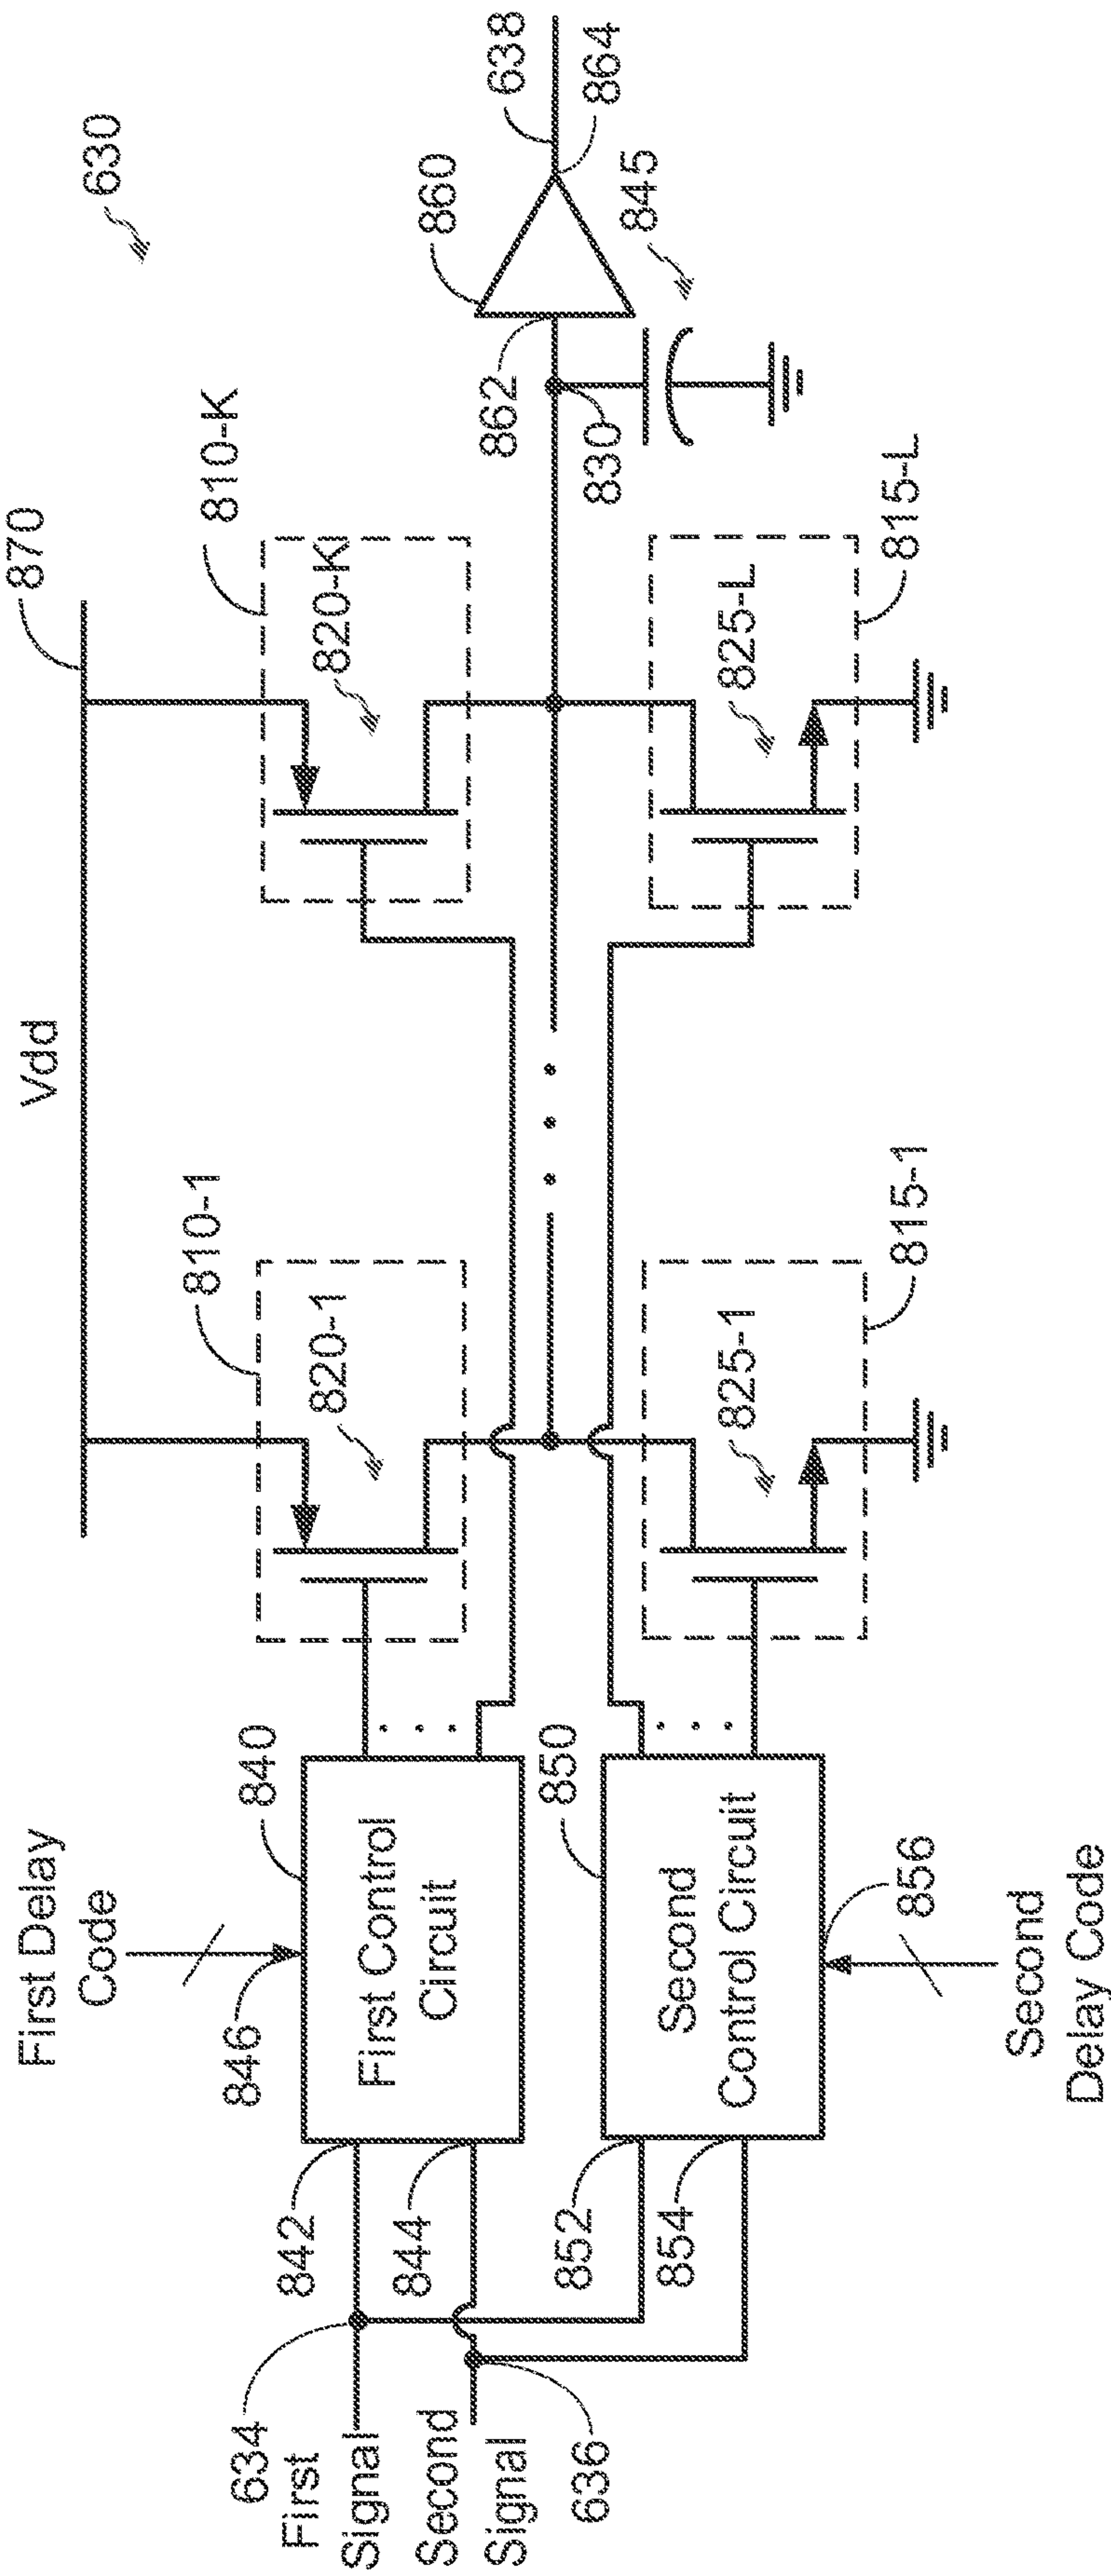 630
Vdd
870
First Delay
Code
846
840
810-1
820-1
810-K
820-K
860
638
864
862
830
845
634
First
Signal
842
Second
Signal
844
636
First Control
Circuit
852
854
850
Second
Control Circuit
856
Second
Delay Code
825-1
815-1
825-L
815-L